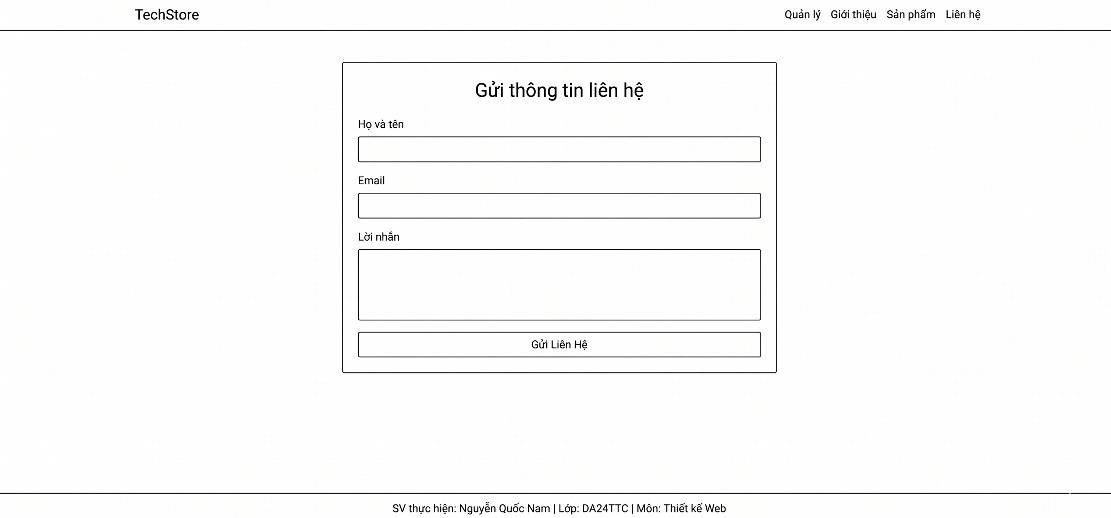 TechStore
Quản lý Giới thiệu Sản phẩm Liên hệ
Gửi thông tin liên hệ
Họ và tên
Email
Lời nhắn
Gửi Liên Hệ
SV thực hiện: Nguyễn Quốc Nam | Lớp: DA24TTC | Môn: Thiết kế Web